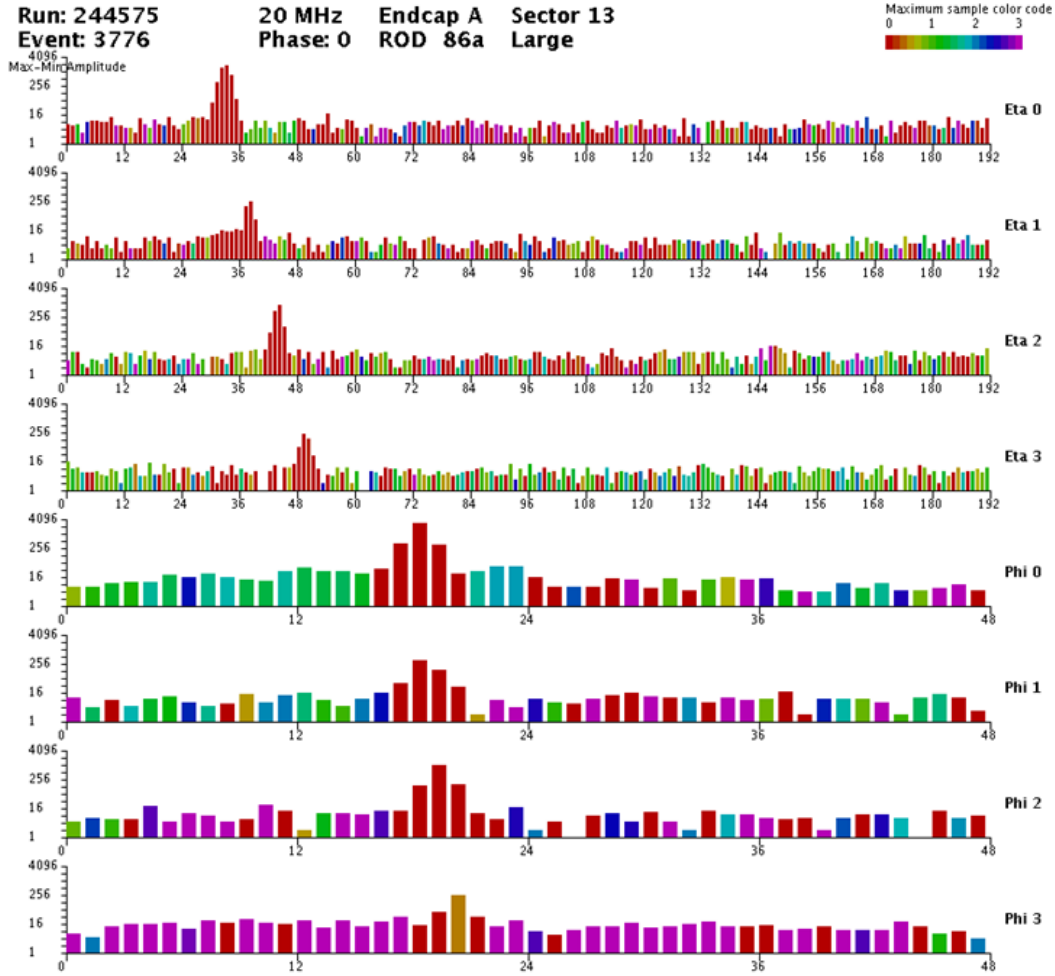 Run: 244575 20 MHz Endcap A Sector 13
Event: 3776 Phase: 0 ROD 86a Large
Maximum sample color code
0 1 2 3
Max-Min Amplitude
4096
256
16
1
0 12 24 36 48 60 72 84 96 108 120 132 144 156 168 180 192
Eta 0
4096
256
16
1
0 12 24 36 48 60 72 84 96 108 120 132 144 156 168 180 192
Eta 1
4096
256
16
1
0 12 24 36 48 60 72 84 96 108 120 132 144 156 168 180 192
Eta 2
4096
256
16
1
0 12 24 36 48 60 72 84 96 108 120 132 144 156 168 180 192
Eta 3
4096
256
16
1
0 12 24 36 48
Phi 0
4096
256
16
1
0 12 24 36 48
Phi 1
4096
256
16
1
0 12 24 36 48
Phi 2
4096
256
16
1
0 12 24 36 48
Phi 3